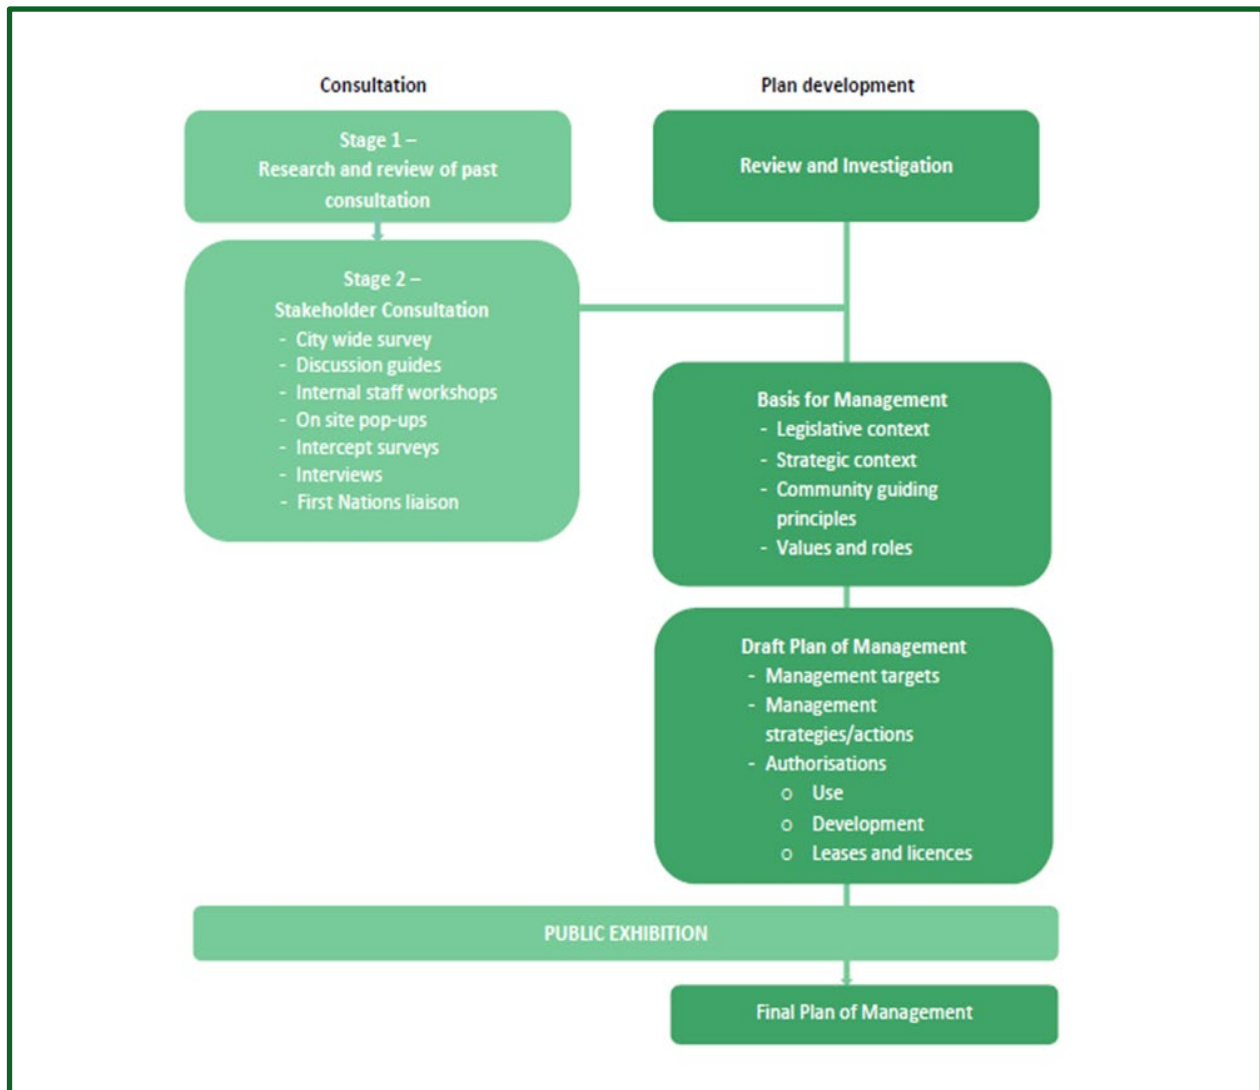 Consultation
Stage 1 –
Research and review of past
consultation
Stage 2 –
Stakeholder Consultation
- City wide survey
- Discussion guides
- Internal staff workshops
- On site pop-ups
- Intercept surveys
- Interviews
- First Nations liaison
Plan development
Review and Investigation
Basis for Management
- Legislative context
- Strategic context
- Community guiding
principles
- Values and roles
Draft Plan of Management
- Management targets
- Management
strategies/actions
- Authorisations
o Use
o Development
o Leases and licences
PUBLIC EXHIBITION
Final Plan of Management